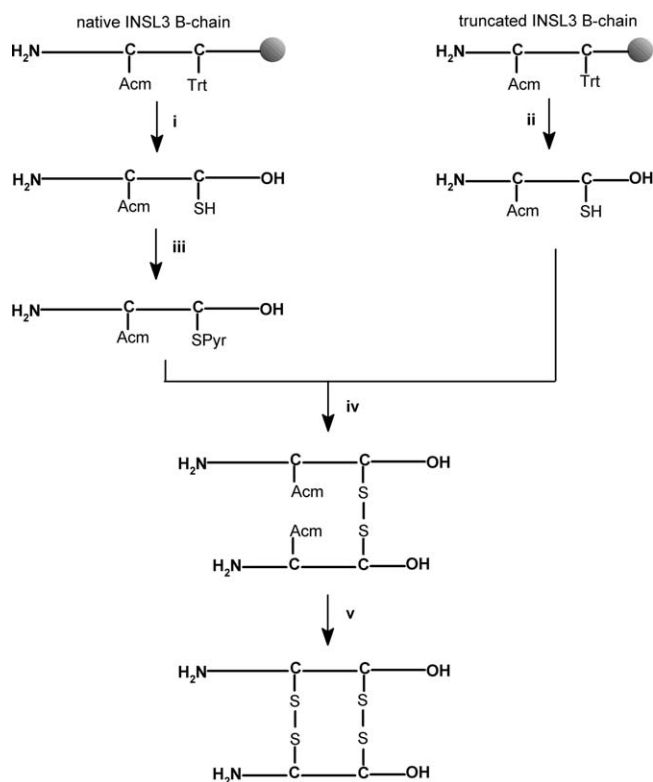 native INSL3 B-chain truncated INSL3 B-chain
H₂N C C H₂N C C
Acm Trt Acm Trt
i ii
H₂N C C OH H₂N C C OH
Acm SH Acm SH
iii
H₂N C C OH
Acm SPyr
iv
H₂N C C OH
Acm S
Acm S
H₂N C C OH
v
H₂N C C OH
S S
S S
H₂N C C OH